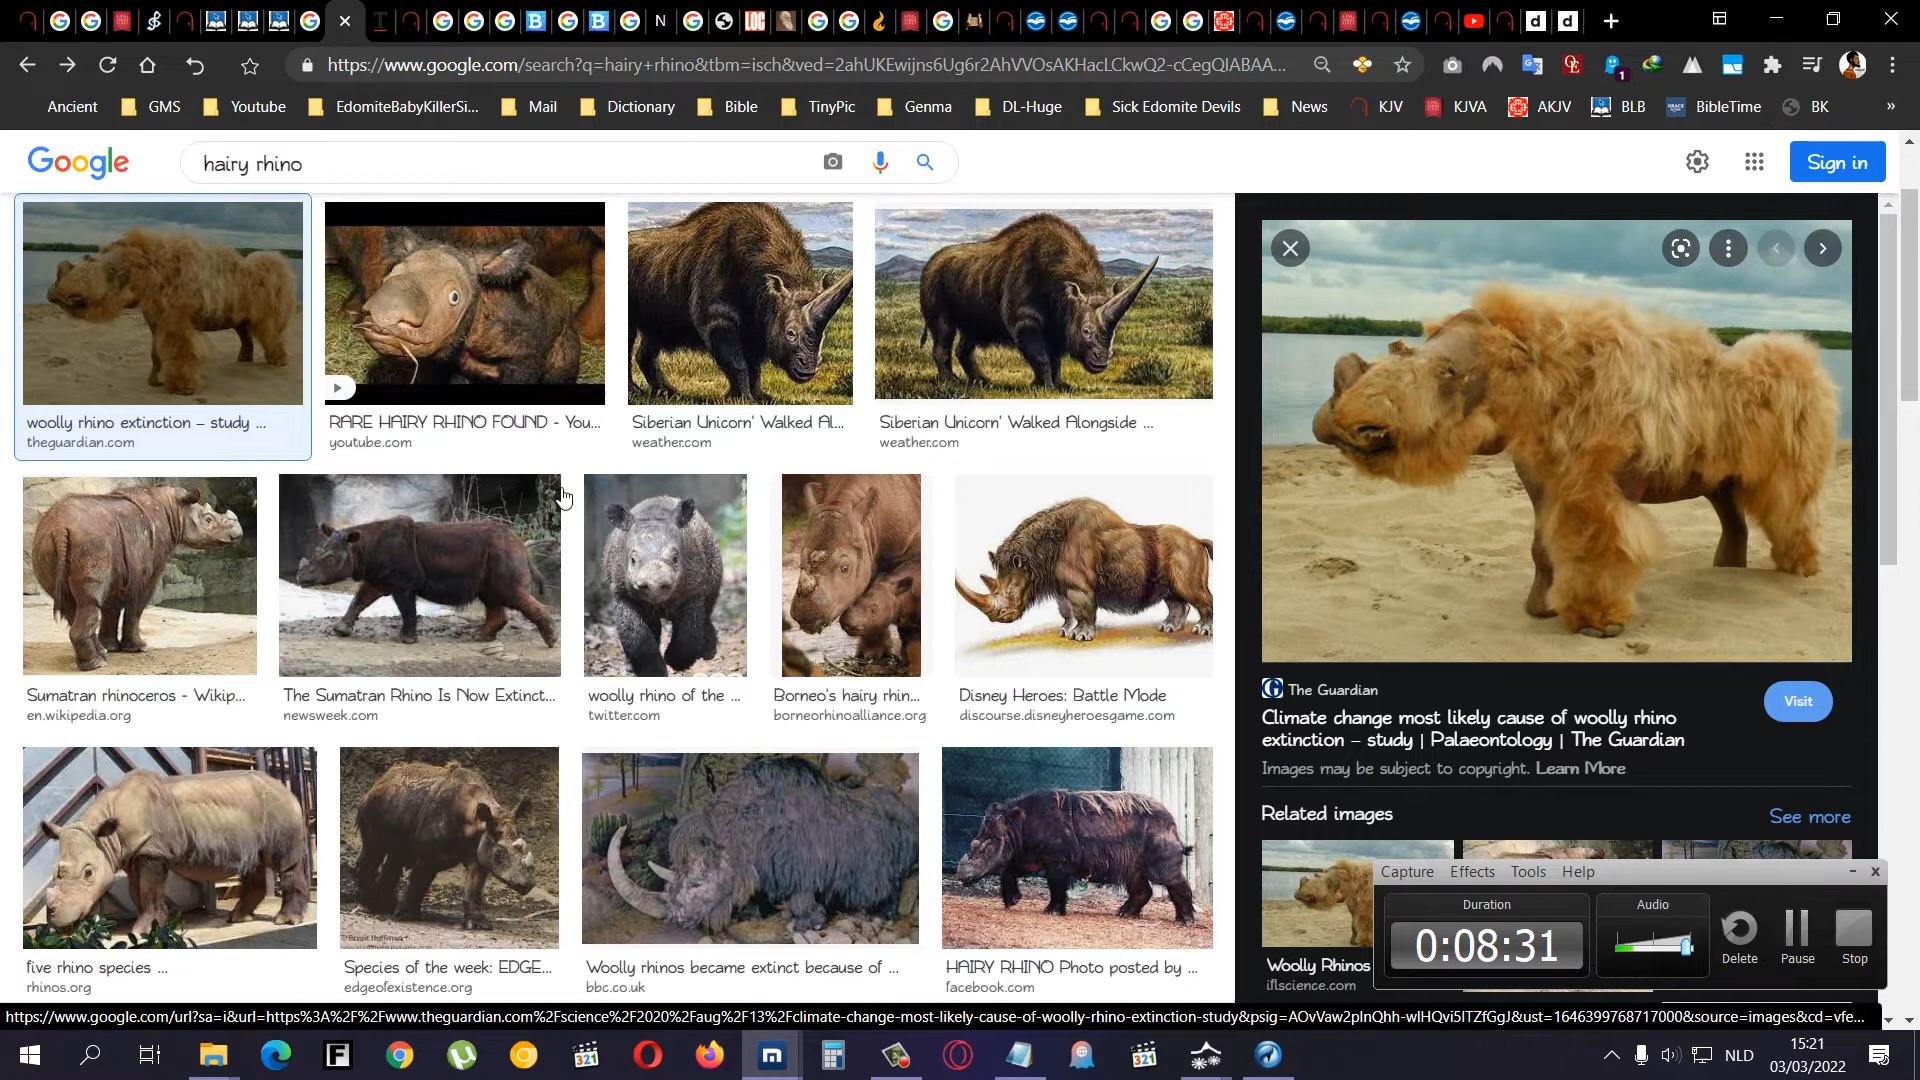 https://www.google.com/search?q=hairy+rhino&tbm=isch&ved=2ahUKEwijns6Ug6r2AhVVOsAKHacLCkwQ2-cCegQIABAA...
Ancient GMS Youtube EdomiteBabyKillerSi... Mail Dictionary Bible TinyPic Genma DL-Huge Sick Edomite Devils News KJV KJVA AKJV BLB BibleTime BK »
Google hairy rhino Sign in
woolly rhino extinction – study ...
theguardian.com
RARE HAIRY RHINO FOUND - You...
youtube.com
Siberian Unicorn' Walked Al...
weather.com
Siberian Unicorn' Walked Alongside ...
weather.com
Sumatran rhinoceros - Wikip...
en.wikipedia.org
The Sumatran Rhino Is Now Extinct...
newsweek.com
woolly rhino of the ...
twitter.com
Borneo's hairy rhin...
borneorhinoalliance.org
Disney Heroes: Battle Mode
discourse.disneyheroesgame.com
five rhino species ...
rhinos.org
Species of the week: EDGE...
edgeofexistence.org
Woolly rhinos became extinct because of ...
bbc.co.uk
HAIRY RHINO Photo posted by ...
facebook.com
The Guardian
Visit
Climate change most likely cause of woolly rhino
extinction – study | Palaeontology | The Guardian
Images may be subject to copyright. Learn More
Related images
See more
Woolly Rhinos
iflscience.com
Capture Effects Tools Help
Duration
0:08:31
Audio
Delete Pause Stop
https://www.google.com/url?sa=i&url=https%3A%2F%2Fwww.theguardian.com%2Fscience%2F2020%2Faug%2F13%2Fclimate-change-most-likely-cause-of-woolly-rhino-extinction-study&psig=AOvVaw2plnQhh-wlHQvi5lTZfGgJ&ust=1646399768717000&source=images&cd=vfe...
NLD
15:21
03/03/2022